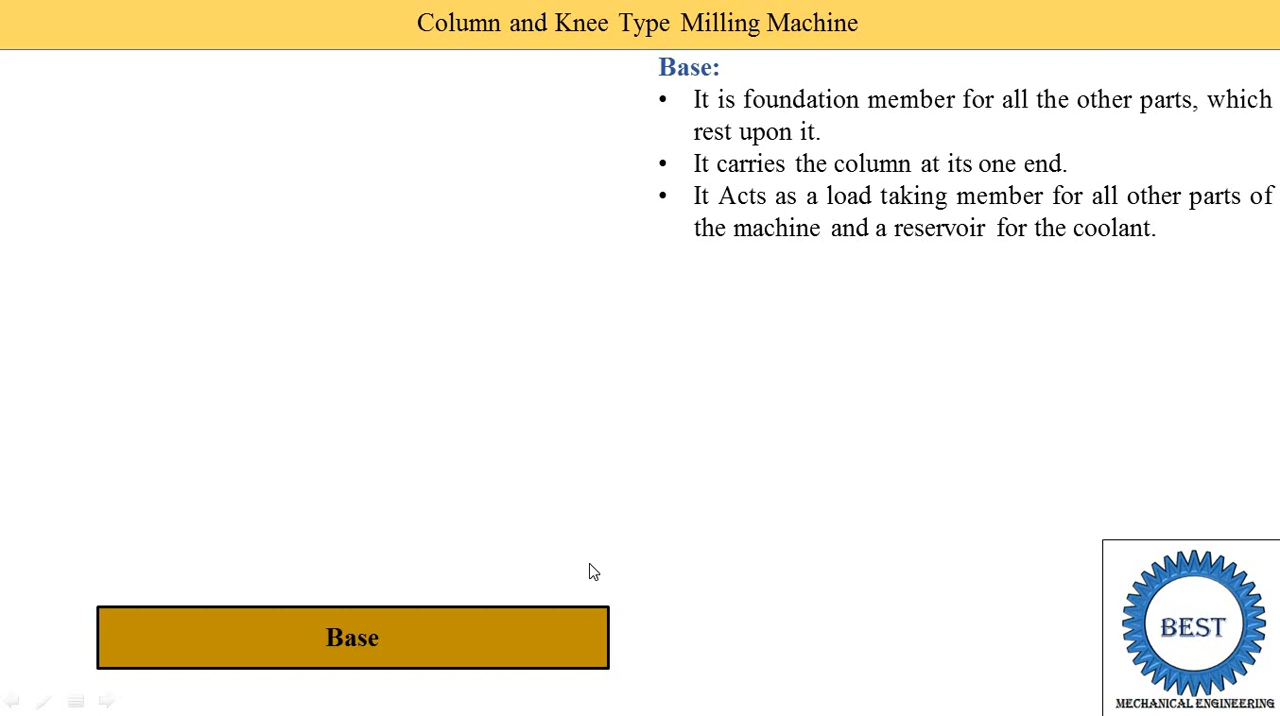 Column and Knee Type Milling Machine
Base:
• It is foundation member for all the other parts, which
rest upon it.
• It carries the column at its one end.
• It Acts as a load taking member for all other parts of
the machine and a reservoir for the coolant.
Base
BEST
MECHANICAL ENGINEERING